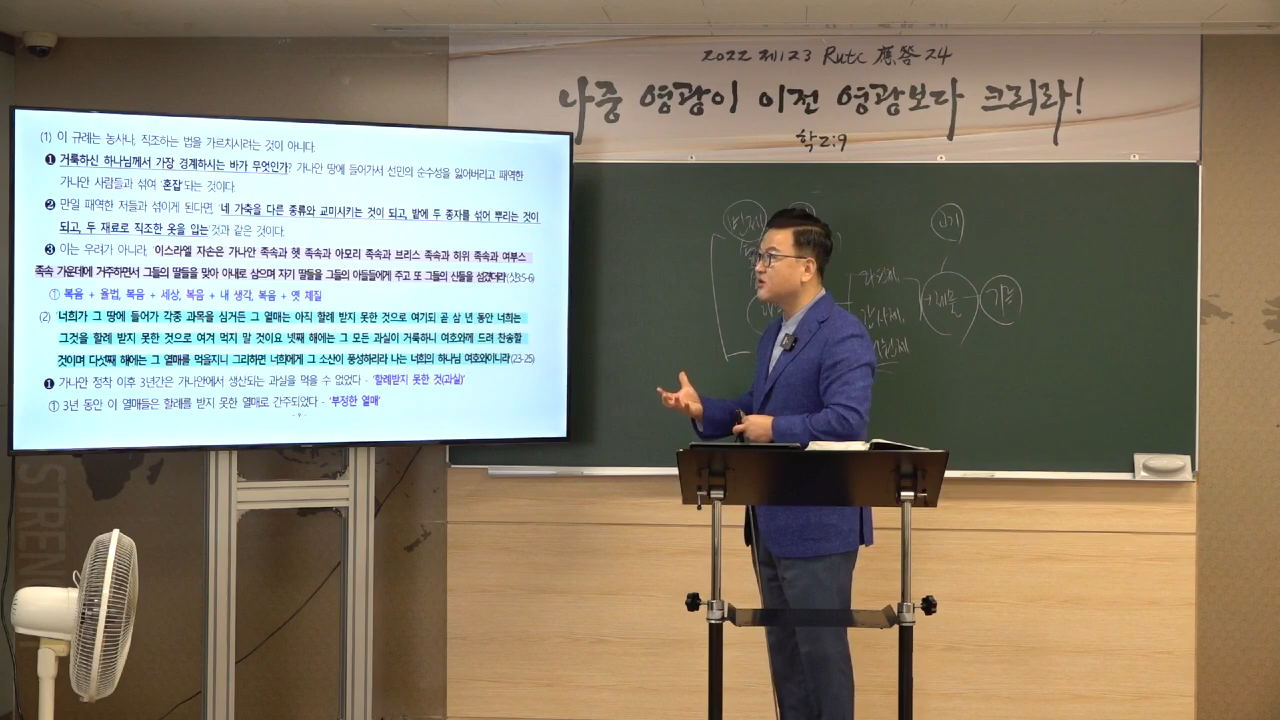 2022 제123 Rutc 應答 24
나중 영광이 이전 영광보다 크리라!
학2:9
(1) 이 규례는 농사나, 직조하는 법을 가르치시려는 것이 아니다.
❶ 거룩하신 하나님께서 가장 경계하시는 바가 무엇인가? 가나안 땅에 들어가서 선민의 순수성을 잃어버리고 패역한
가나안 사람들과 섞여 '혼잡'되는 것이다.
❷ 만일 패역한 저들과 섞이게 된다면, '네 가축을 다른 종류와 교미시키는 것이 되고, 밭에 두 종자를 섞어 뿌리는 것이
되고, 두 재료로 직조한 옷을 입는'것과 같은 것이다.
❸ 이는 우려가 아니라, '이스라엘 자손은 가나안 족속과 헷 족속과 아모리 족속과 브리스 족속과 히위 족속과 여부스
족속 가운데에 거주하면서 그들의 딸들을 맞아 아내로 삼으며 자기 딸들을 그들의 아들들에게 주고 또 그들의 신들을 섬겼더라'(삿3:5-6)
① 복음 + 율법, 복음 + 세상, 복음 + 내 생각, 복음 + 옛 체질
(2) 너희가 그 땅에 들어가 각종 과목을 심거든 그 열매는 아직 할례 받지 못한 것으로 여기되 곧 삼 년 동안 너희는
그것을 할례 받지 못한 것으로 여겨 먹지 말 것이요 넷째 해에는 그 모든 과실이 거룩하니 여호와께 드려 찬송할
것이며 다섯째 해에는 그 열매를 먹을지니 그리하면 너희에게 그 소산이 풍성하리라 나는 너희의 하나님 여호와이니라(23-25)
❶ 가나안 정착 이후 3년간은 가나안에서 생산되는 과실을 먹을 수 없었다 - '할례받지 못한 것(과실)'
① 3년 동안 이 열매들은 할례를 받지 못한 열매로 간주되었다 - '부정한 열매'
- 9 -
번제
화목제
감사제
제물
STREN